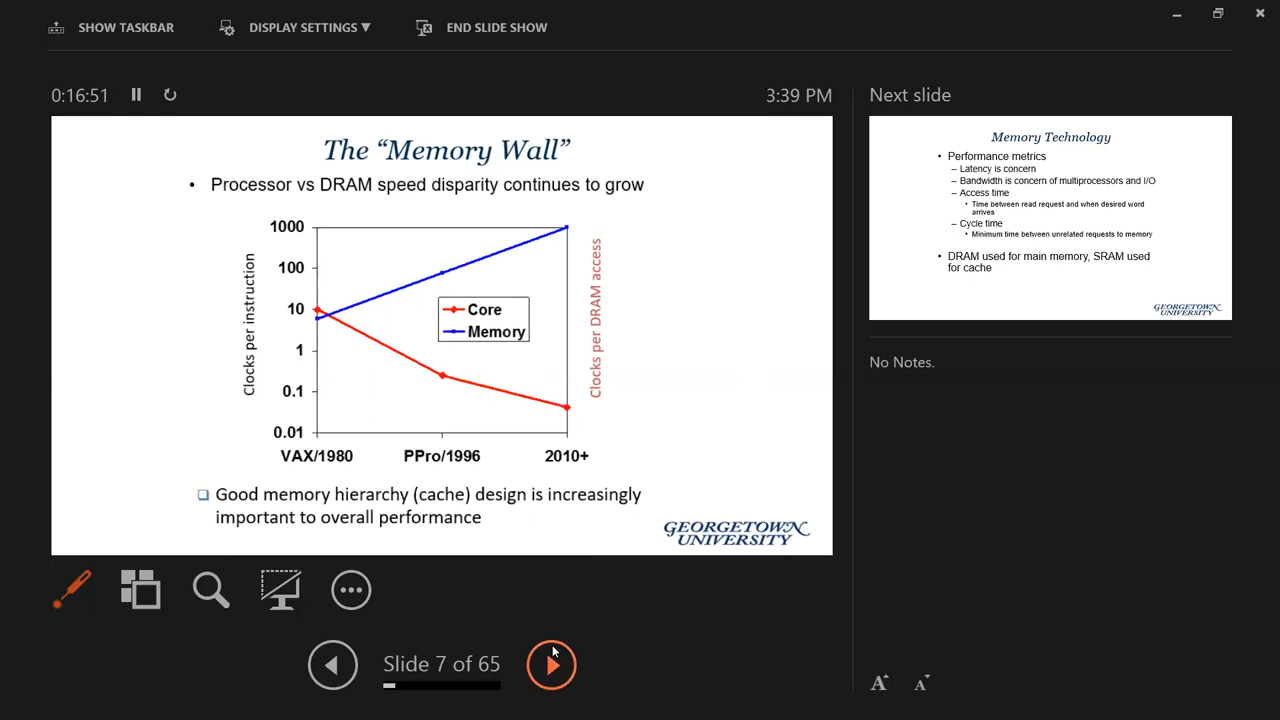 SHOW TASKBAR
DISPLAY SETTINGS ▼
END SLIDE SHOW
0:16:51
3:39 PM
The “Memory Wall”
• Processor vs DRAM speed disparity continues to grow
Clocks per instruction
1000
100
10
1
0.1
0.01
Core
Memory
Clocks per DRAM access
VAX/1980
PPro/1996
2010+
Good memory hierarchy (cache) design is increasingly
important to overall performance
GEORGETOWN
UNIVERSITY
Slide 7 of 65
Next slide
Memory Technology
• Performance metrics
– Latency is concern
– Bandwidth is concern of multiprocessors and I/O
– Access time
• Time between read request and when desired word
arrives
– Cycle time
• Minimum time between unrelated requests to memory
• DRAM used for main memory, SRAM used
for cache
GEORGETOWN
UNIVERSITY
No Notes.
A A